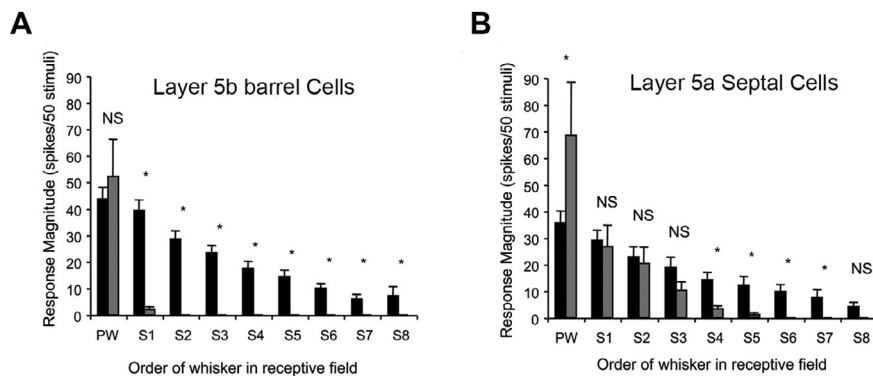 A
Layer 5b barrel Cells
Response Magnitude (spikes/50 stimuli)
90
80
70
60
50
40
30
20
10
0
NS
*
*
*
*
*
*
*
*
PW S1 S2 S3 S4 S5 S6 S7 S8
Order of whisker in receptive field
B
Layer 5a Septal Cells
Response Magnitude (spikes/50 stimuli)
90
80
70
60
50
40
30
20
10
0
*
NS
NS
NS
*
*
*
*
NS
PW S1 S2 S3 S4 S5 S6 S7 S8
Order of whisker in receptive field